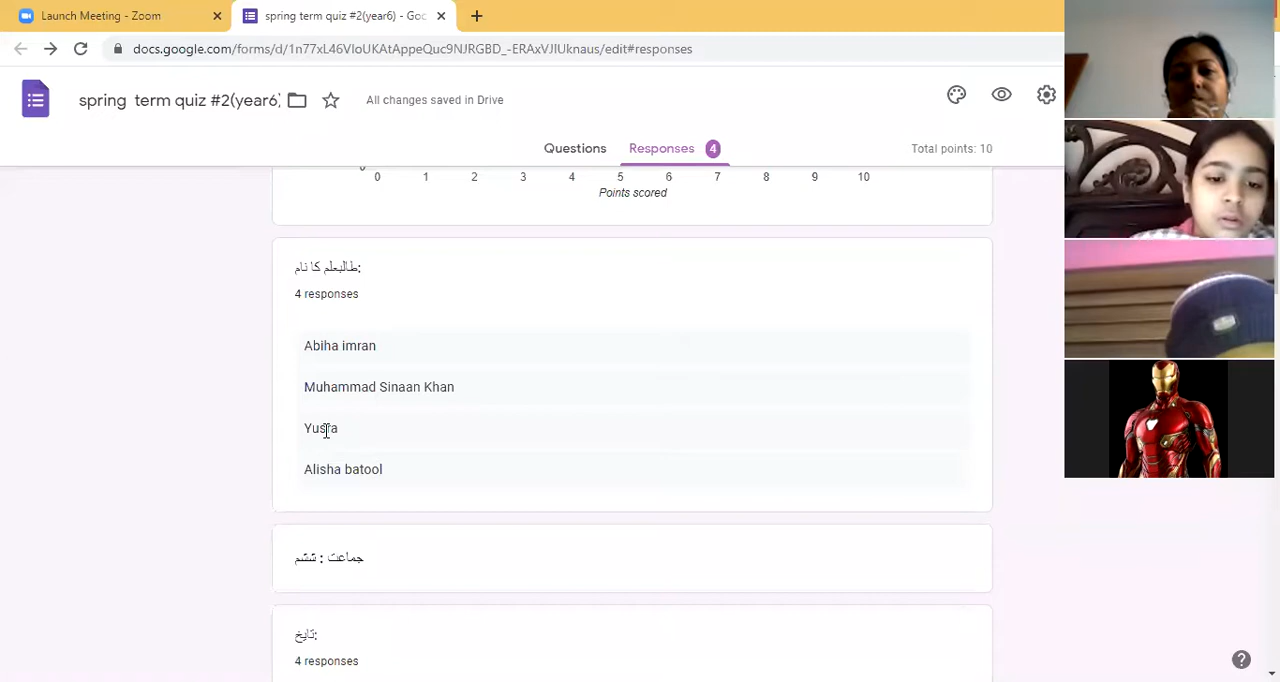 Launch Meeting - Zoom
spring term quiz #2(year6) - Goo
docs.google.com/forms/d/1n77xL46VIoUKAtAppeQuc9NJRGBD_-ERAxVJlUknaus/edit#responses
spring term quiz #2(year6)
All changes saved in Drive
Questions
Responses 4
Total points: 10
0
0 1 2 3 4 5 6 7 8 9 10
Points scored
طالبعلم کا نام:
4 responses
Abiha imran
Muhammad Sinaan Khan
Yusra
Alisha batool
جماعت : ششم
تایخ:
4 responses